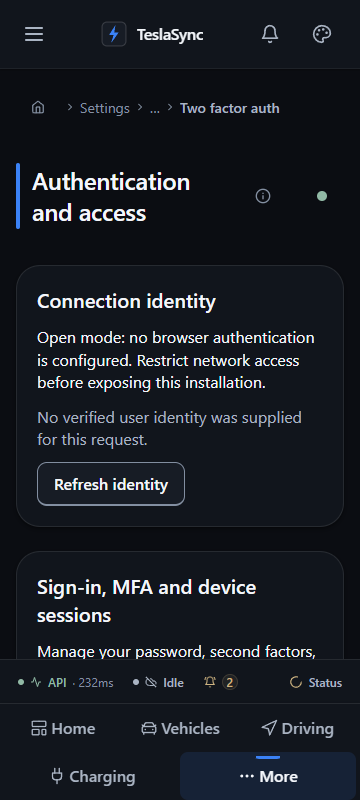 TeslaSync
Settings ... Two factor auth
Authentication
and access
Connection identity
Open mode: no browser authentication
is configured. Restrict network access
before exposing this installation.
No verified user identity was supplied
for this request.
Refresh identity
Sign-in, MFA and device
sessions
Manage your password, second factors,
API · 232ms Idle 2 Status
Home Vehicles Driving
Charging More